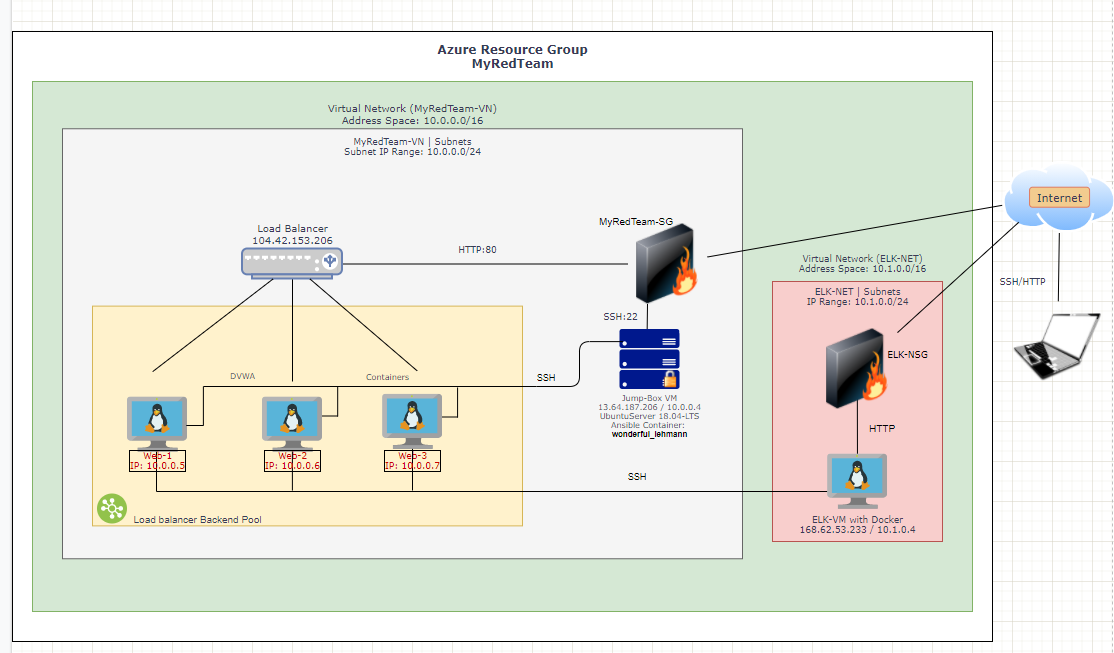 Azure Resource Group
MyRedTeam
Virtual Network (MyRedTeam-VN)
Address Space: 10.0.0.0/16
MyRedTeam-VN | Subnets
Subnet IP Range: 10.0.0.0/24
Internet
MyRedTeam-SG
Load Balancer
104.42.153.206
HTTP:80
Virtual Network (ELK-NET)
Address Space: 10.1.0.0/16
SSH/HTTP
ELK-NET | Subnets
IP Range: 10.1.0.0/24
SSH:22
ELK-NSG
DVWA
Containers
SSH
Jump-Box VM
13.64.187.206 / 10.0.0.4
UbuntuServer 18.04-LTS
Ansible Container:
wonderful_lehmann
HTTP
Web-1
IP: 10.0.0.5
Web-2
IP: 10.0.0.6
Web-3
IP: 10.0.0.7
SSH
Load balancer Backend Pool
ELK-VM with Docker
168.62.53.233 / 10.1.0.4